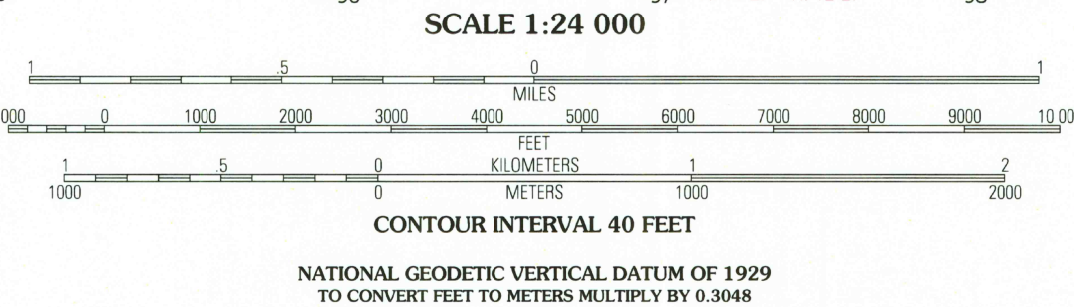 SCALE 1:24 000
1 .5 0 1
MILES
000 0 1000 2000 3000 4000 5000 6000 7000 8000 9000 10 00
FEET
1 .5 0 KILOMETERS 1 2
1000 0 METERS 1000 2000
CONTOUR INTERVAL 40 FEET
NATIONAL GEODETIC VERTICAL DATUM OF 1929
TO CONVERT FEET TO METERS MULTIPLY BY 0.3048